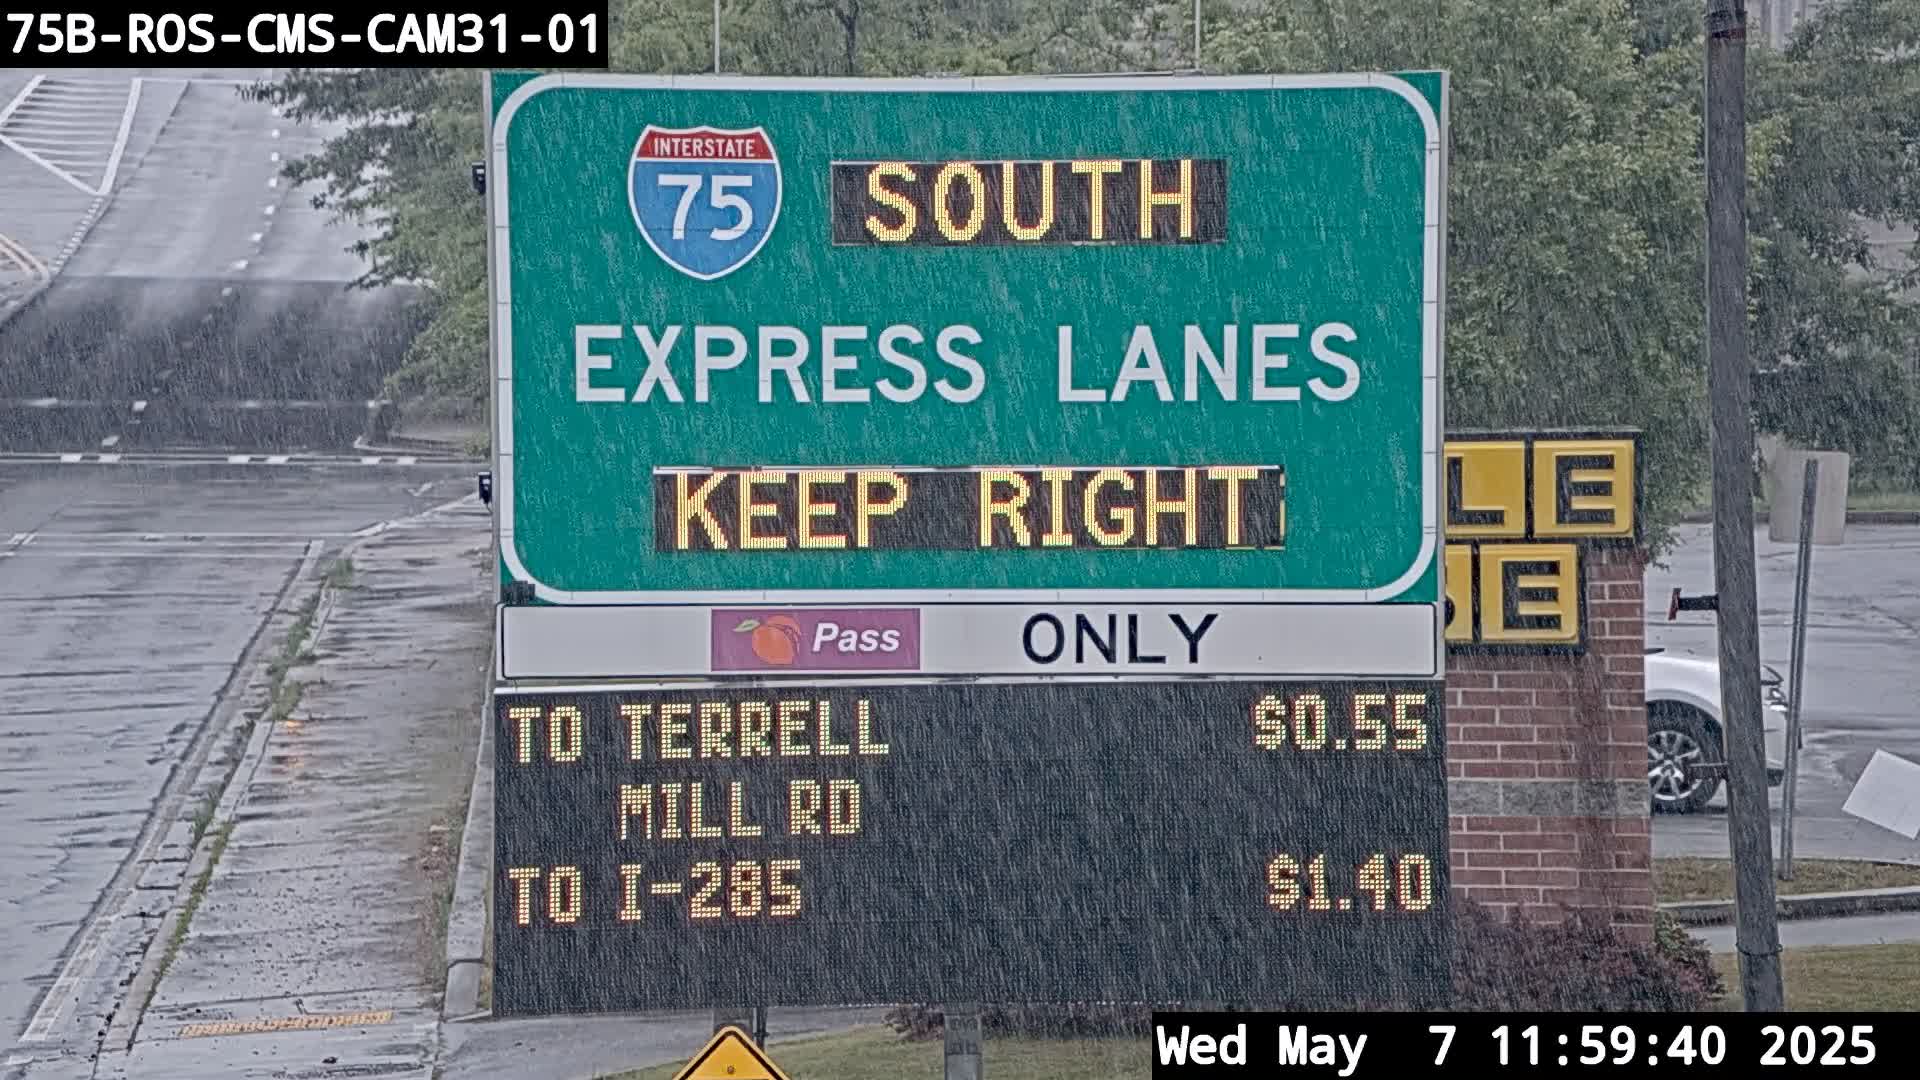 75B-ROS-CMS-CAM31-01
INTERSTATE
75
SOUTH
EXPRESS LANES
KEEP RIGHT
LE
E
Pass ONLY
TO TERRELL $0.55
MILL RD
TO I-285 $1.40
Wed May 7 11:59:40 2025